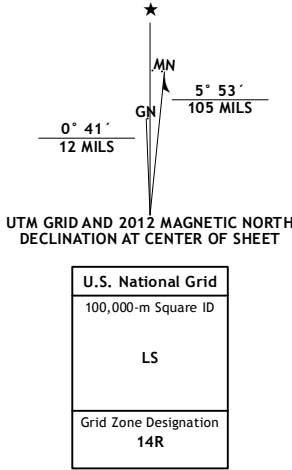 ★
MN
GN
5° 53´
105 MILS
0° 41´
12 MILS
UTM GRID AND 2012 MAGNETIC NORTH
DECLINATION AT CENTER OF SHEET
U.S. National Grid
100,000-m Square ID
LS
Grid Zone Designation
14R